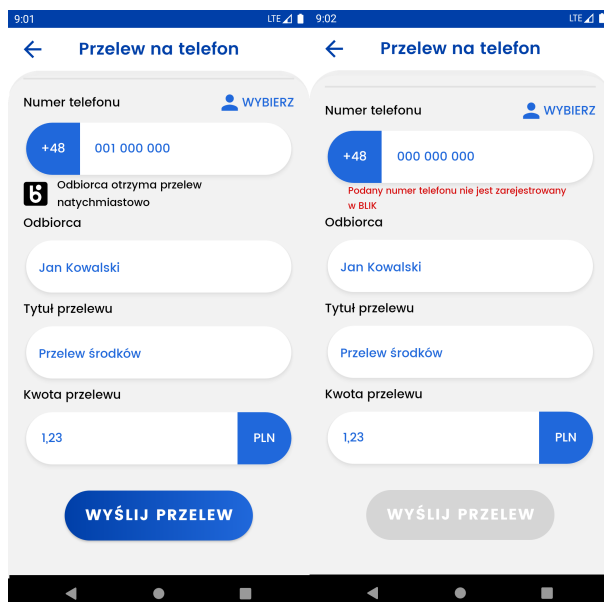 9:01
LTE
Przelew na telefon
Numer telefonu
WYBIERZ
+48
001 000 000
Odbiorca otrzyma przelew
natychmiastowo
Odbiorca
Jan Kowalski
Tytuł przelewu
Przelew środków
Kwota przelewu
1,23
PLN
WYŚLIJ PRZELEW
9:02
LTE
Przelew na telefon
Numer telefonu
WYBIERZ
+48
000 000 000
Podany numer telefonu nie jest zarejestrowany
w BLIK
Odbiorca
Jan Kowalski
Tytuł przelewu
Przelew środków
Kwota przelewu
1,23
PLN
WYŚLIJ PRZELEW